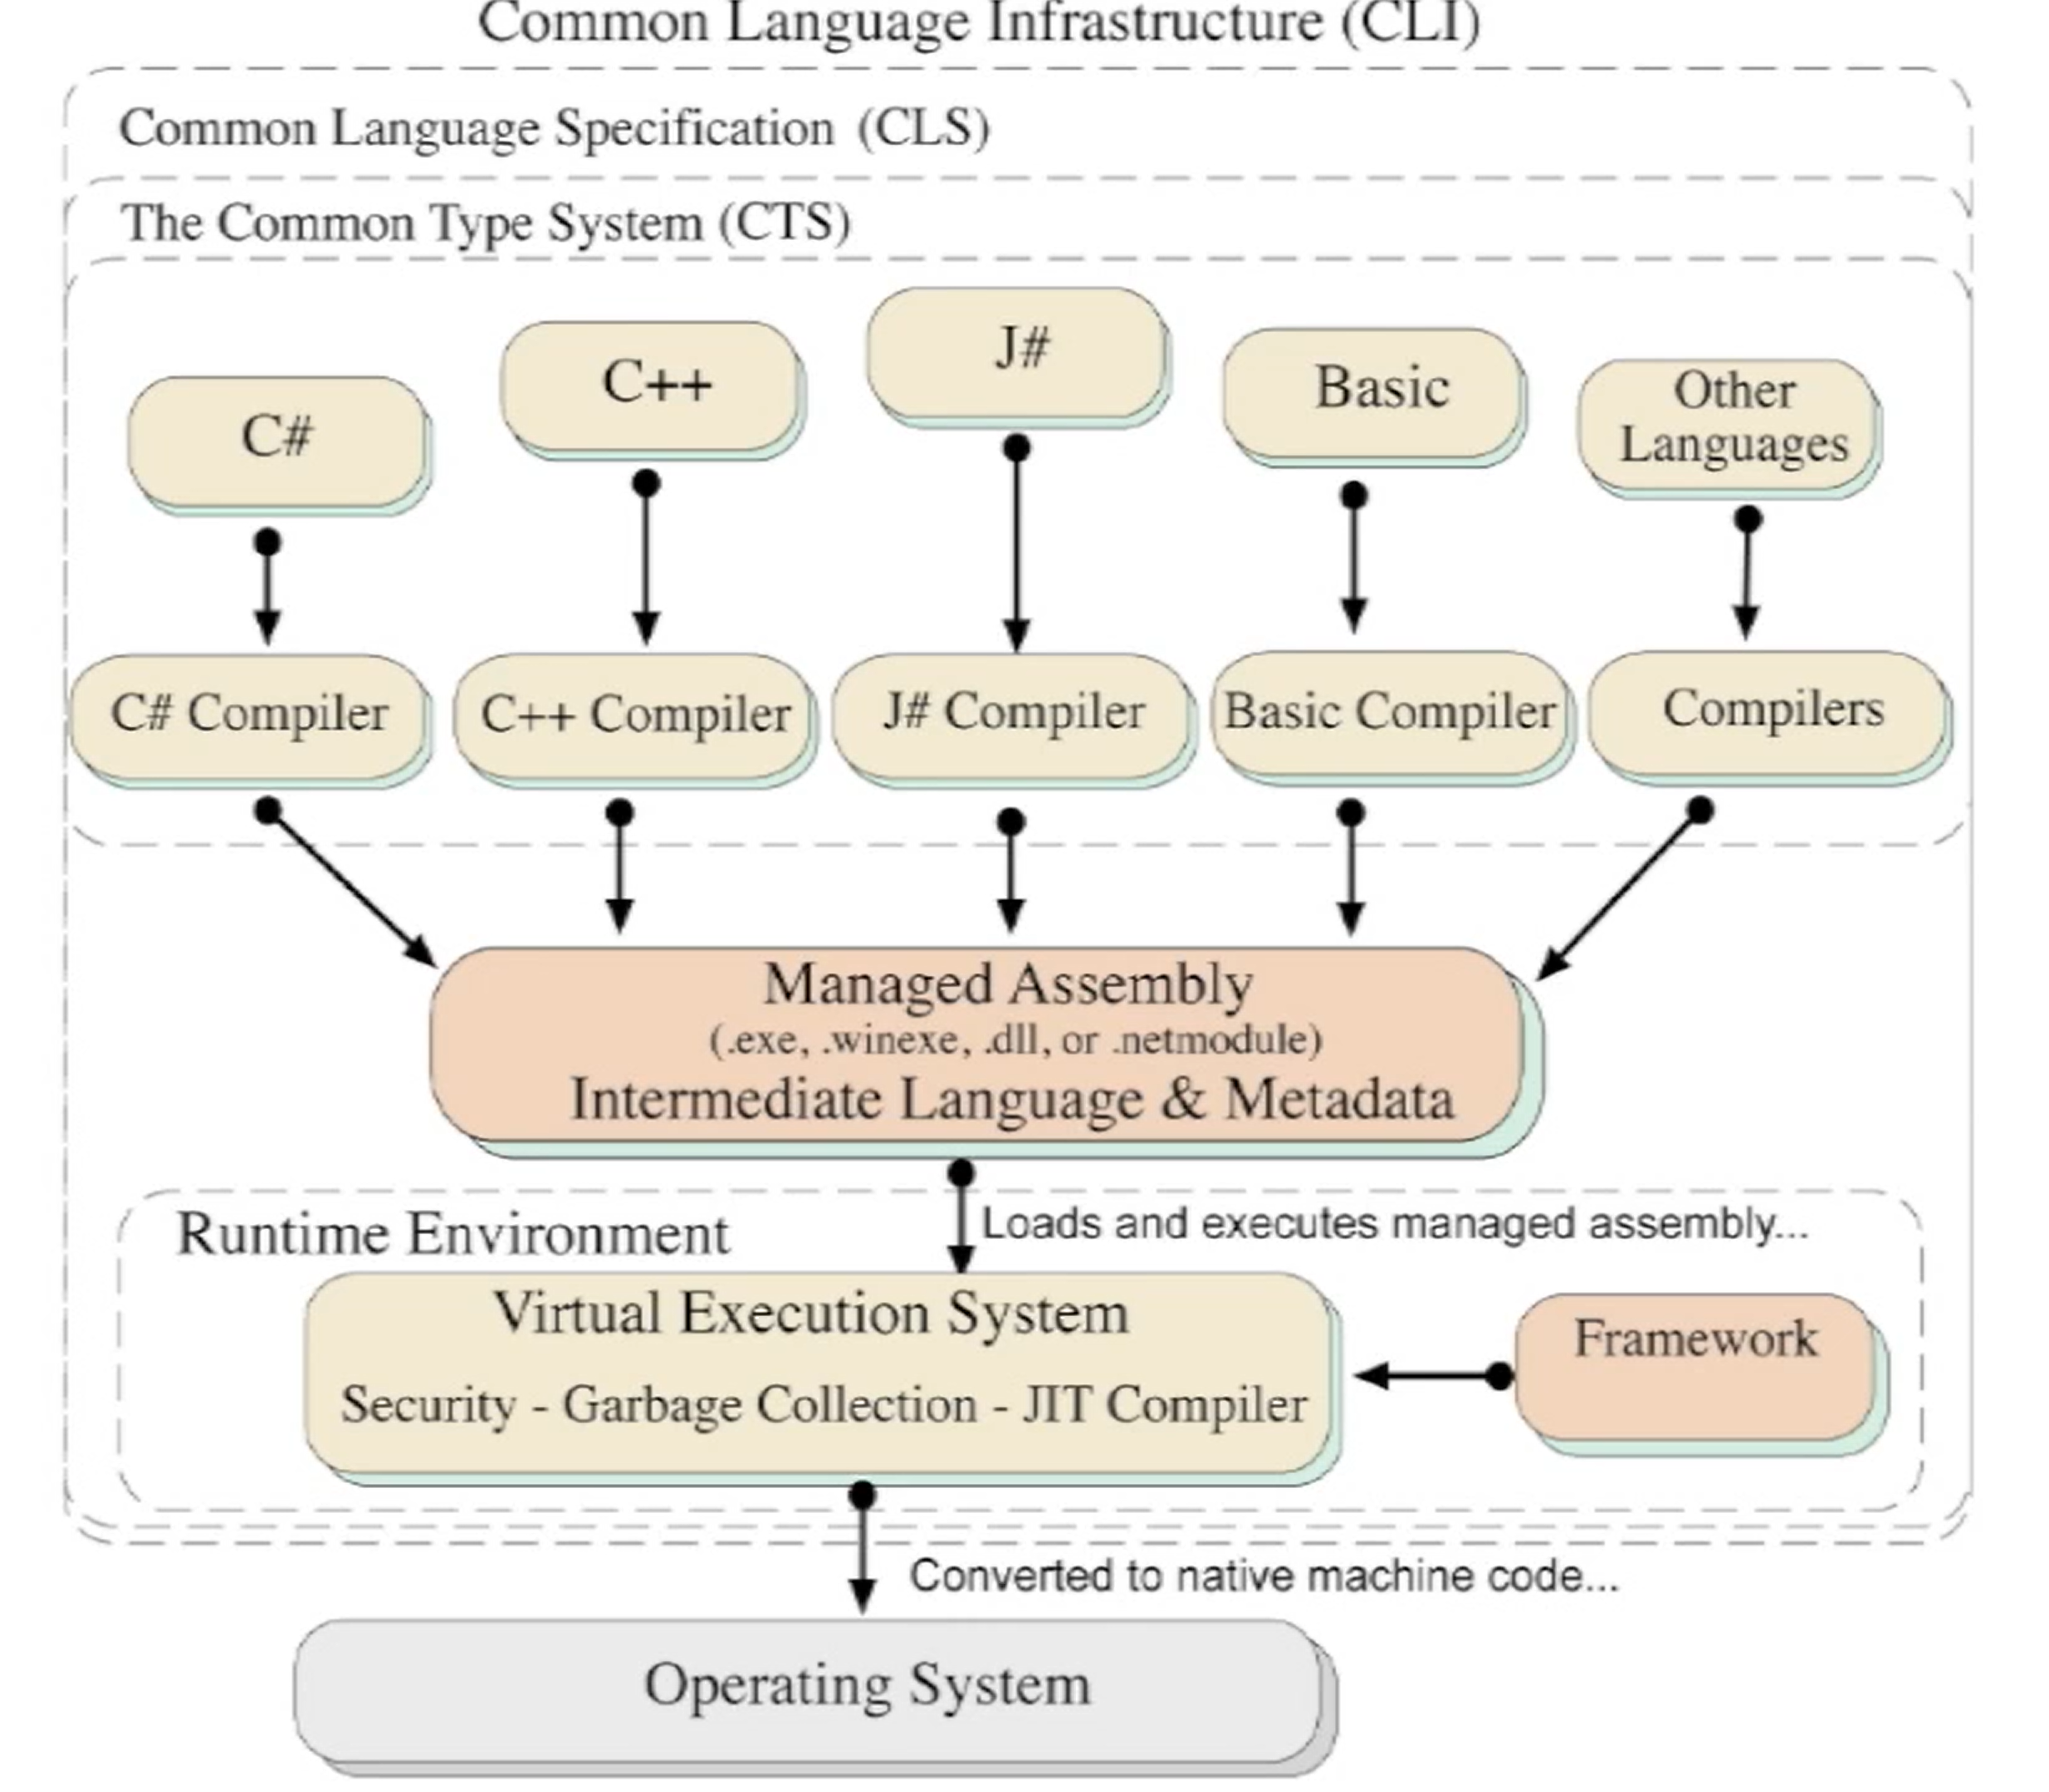 Common Language Infrastructure (CLI)
Common Language Specification (CLS)
The Common Type System (CTS)
C#
C++
J#
Basic
Other
Languages
C# Compiler
C++ Compiler
J# Compiler
Basic Compiler
Compilers
Managed Assembly
(.exe, .winexe, .dll, or .netmodule)
Intermediate Language & Metadata
Runtime Environment
Loads and executes managed assembly...
Virtual Execution System
Security - Garbage Collection - JIT Compiler
Framework
Converted to native machine code...
Operating System